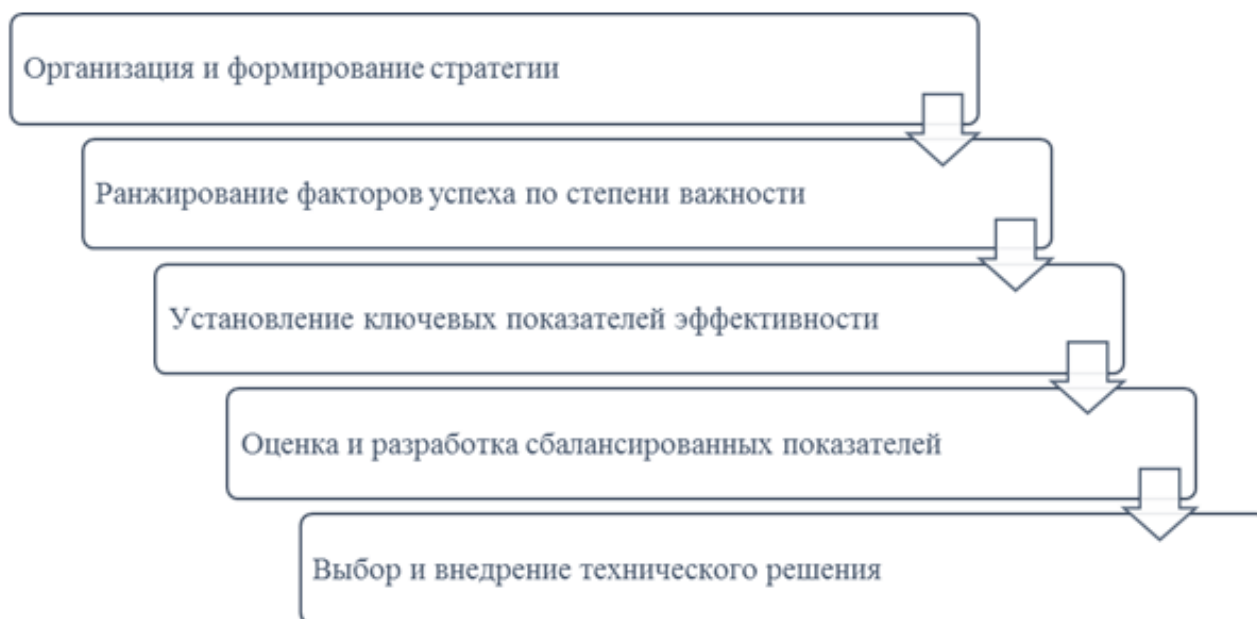 Организация и формирование стратегии
Ранжирование факторов успеха по степени важности
Установление ключевых показателей эффективности
Оценка и разработка сбалансированных показателей
Выбор и внедрение технического решения